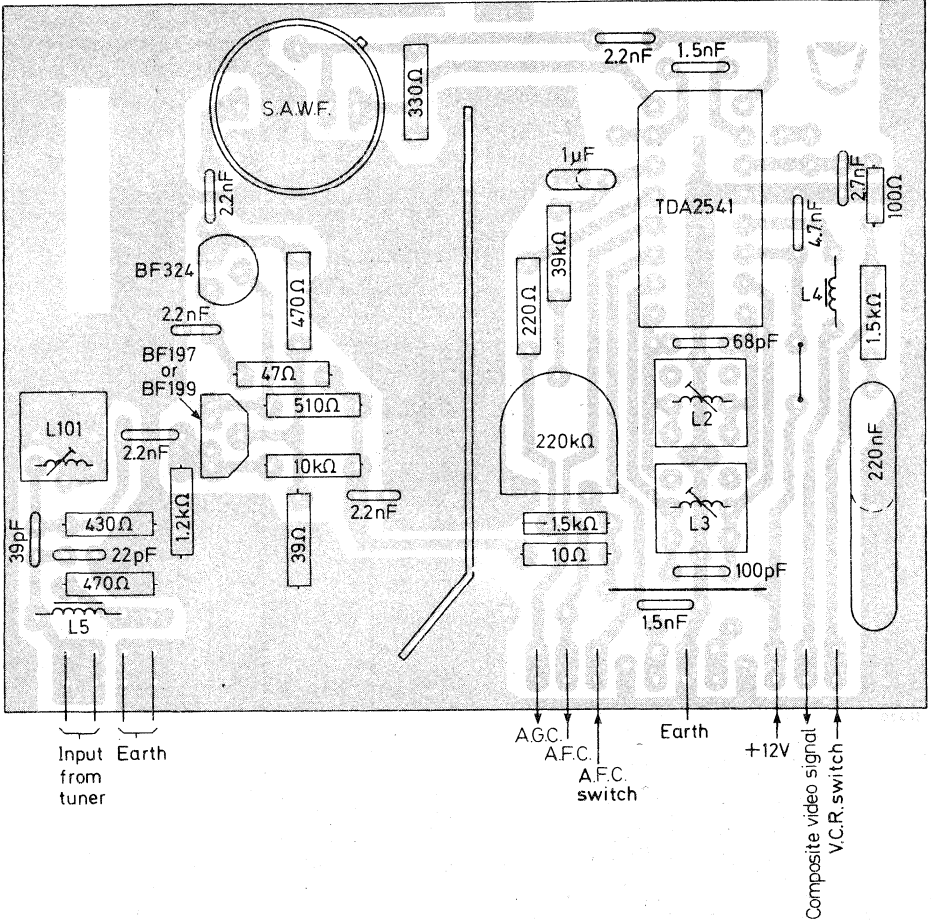 2.2nF
1.5nF
S.A.W.F.
330Ω
1µF
TDA2541
2.7nF
100Ω
4.7nF
2.2nF
BF324
39kΩ
220Ω
470Ω
L4
1.5kΩ
2.2nF
68pF
BF197
or
BF199
47Ω
510Ω
L2
L101
2.2nF
220kΩ
220nF
10kΩ
1.2kΩ
2.2nF
L3
39pF
430Ω
39Ω
1.5kΩ
22pF
10Ω
470Ω
100pF
L5
1.5nF
Input
from
tuner
Earth
A.G.C.
A.F.C.
A.F.C.
switch
Earth
+12V
Composite video signal
V.C.R. switch